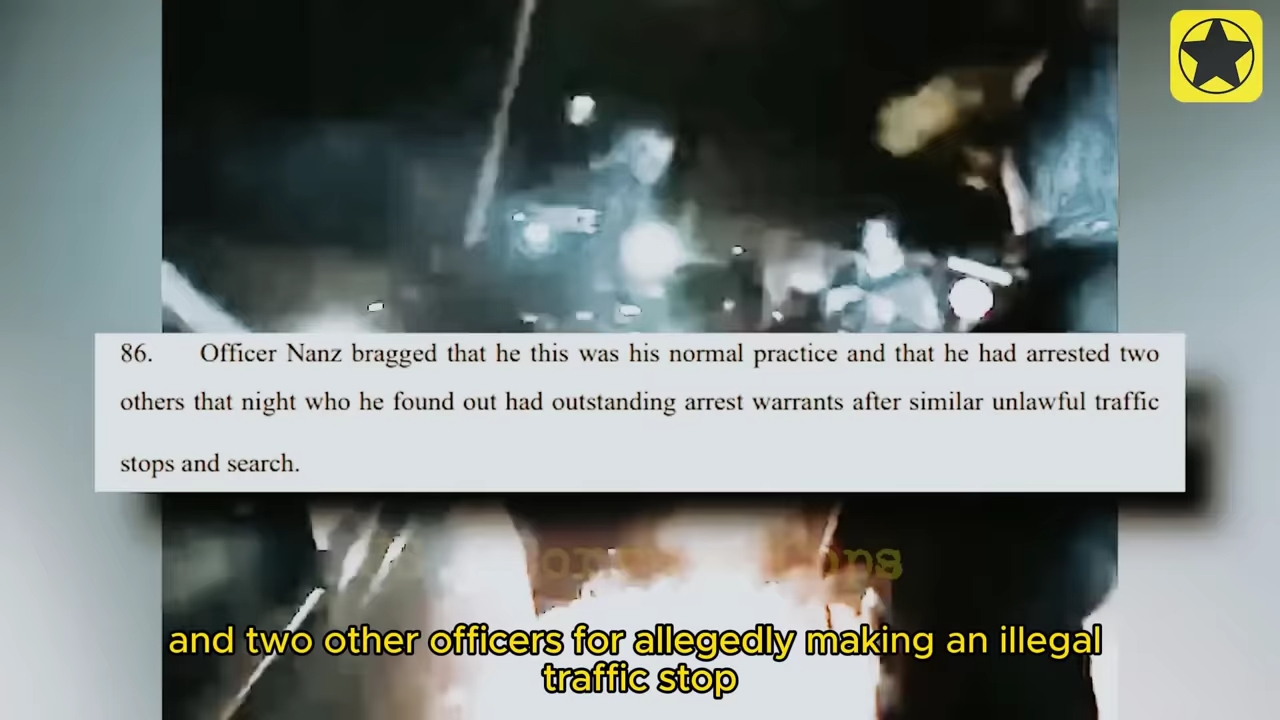 86. Officer Nanz bragged that he this was his normal practice and that he had arrested two
others that night who he found out had outstanding arrest warrants after similar unlawful traffic
stops and search.
and two other officers for allegedly making an illegal
traffic stop